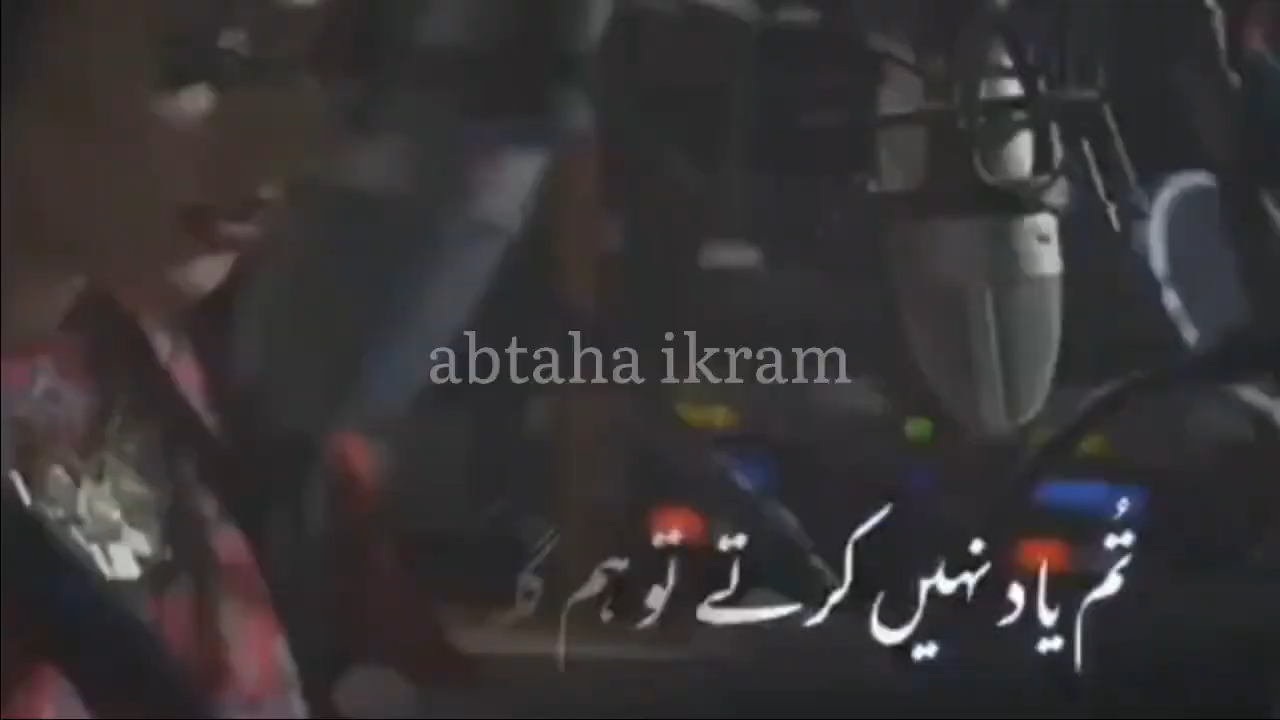 abtaha ikram
تُم یاد نہیں کرتے تو ہم